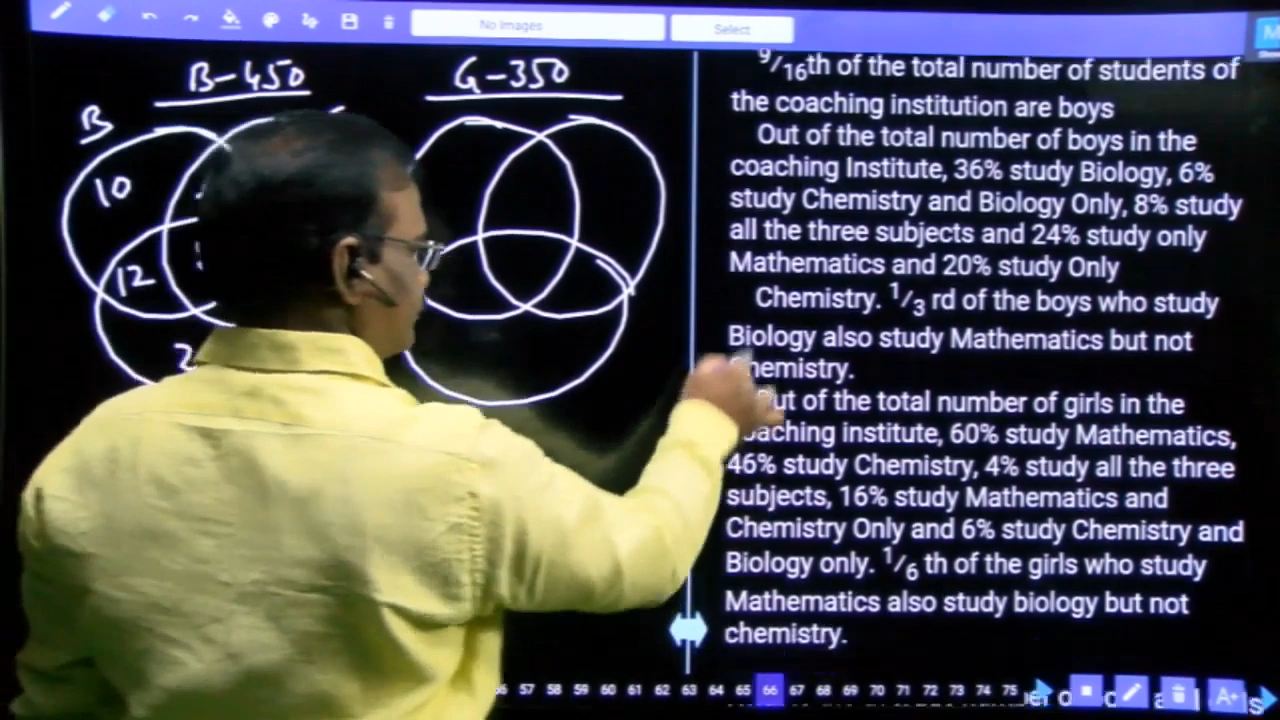 No Images
Select
B-450
G-350
B
10
12
2
9/16th of the total number of students of
the coaching institution are boys
Out of the total number of boys in the
coaching Institute, 36% study Biology, 6%
study Chemistry and Biology Only, 8% study
all the three subjects and 24% study only
Mathematics and 20% study Only
Chemistry. 1/3 rd of the boys who study
Biology also study Mathematics but not
hemistry.
ut of the total number of girls in the
oaching institute, 60% study Mathematics,
46% study Chemistry, 4% study all the three
subjects, 16% study Mathematics and
Chemistry Only and 6% study Chemistry and
Biology only. 1/6 th of the girls who study
Mathematics also study biology but not
chemistry.
57 58 59 60 61 62 63 64 65 66 67 68 69 70 71 72 73 74 75
A+